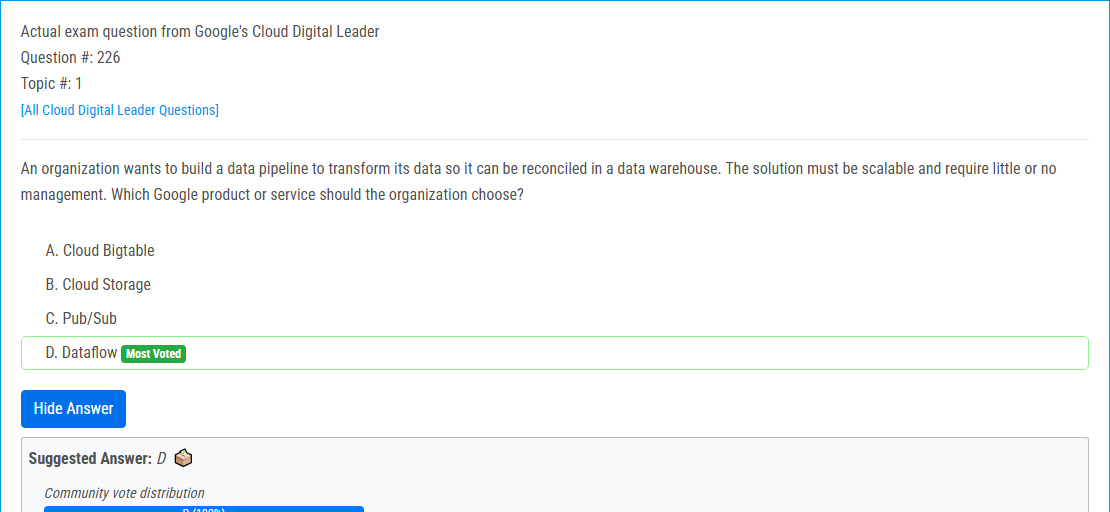 Actual exam question from Google's Cloud Digital Leader
Question #: 226
Topic #: 1
[All Cloud Digital Leader Questions]
An organization wants to build a data pipeline to transform its data so it can be reconciled in a data warehouse. The solution must be scalable and require little or no
management. Which Google product or service should the organization choose?
A. Cloud Bigtable
B. Cloud Storage
C. Pub/Sub
D. Dataflow Most Voted
Hide Answer
Suggested Answer: D
Community vote distribution
D (100%)